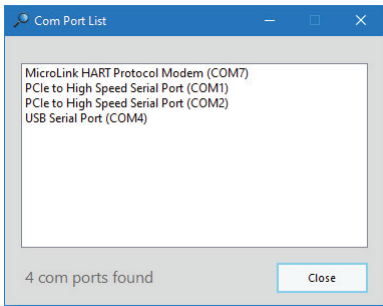 Com Port List
MicroLink HART Protocol Modem (COM7)
PCIe to High Speed Serial Port (COM1)
PCIe to High Speed Serial Port (COM2)
USB Serial Port (COM4)
4 com ports found
Close